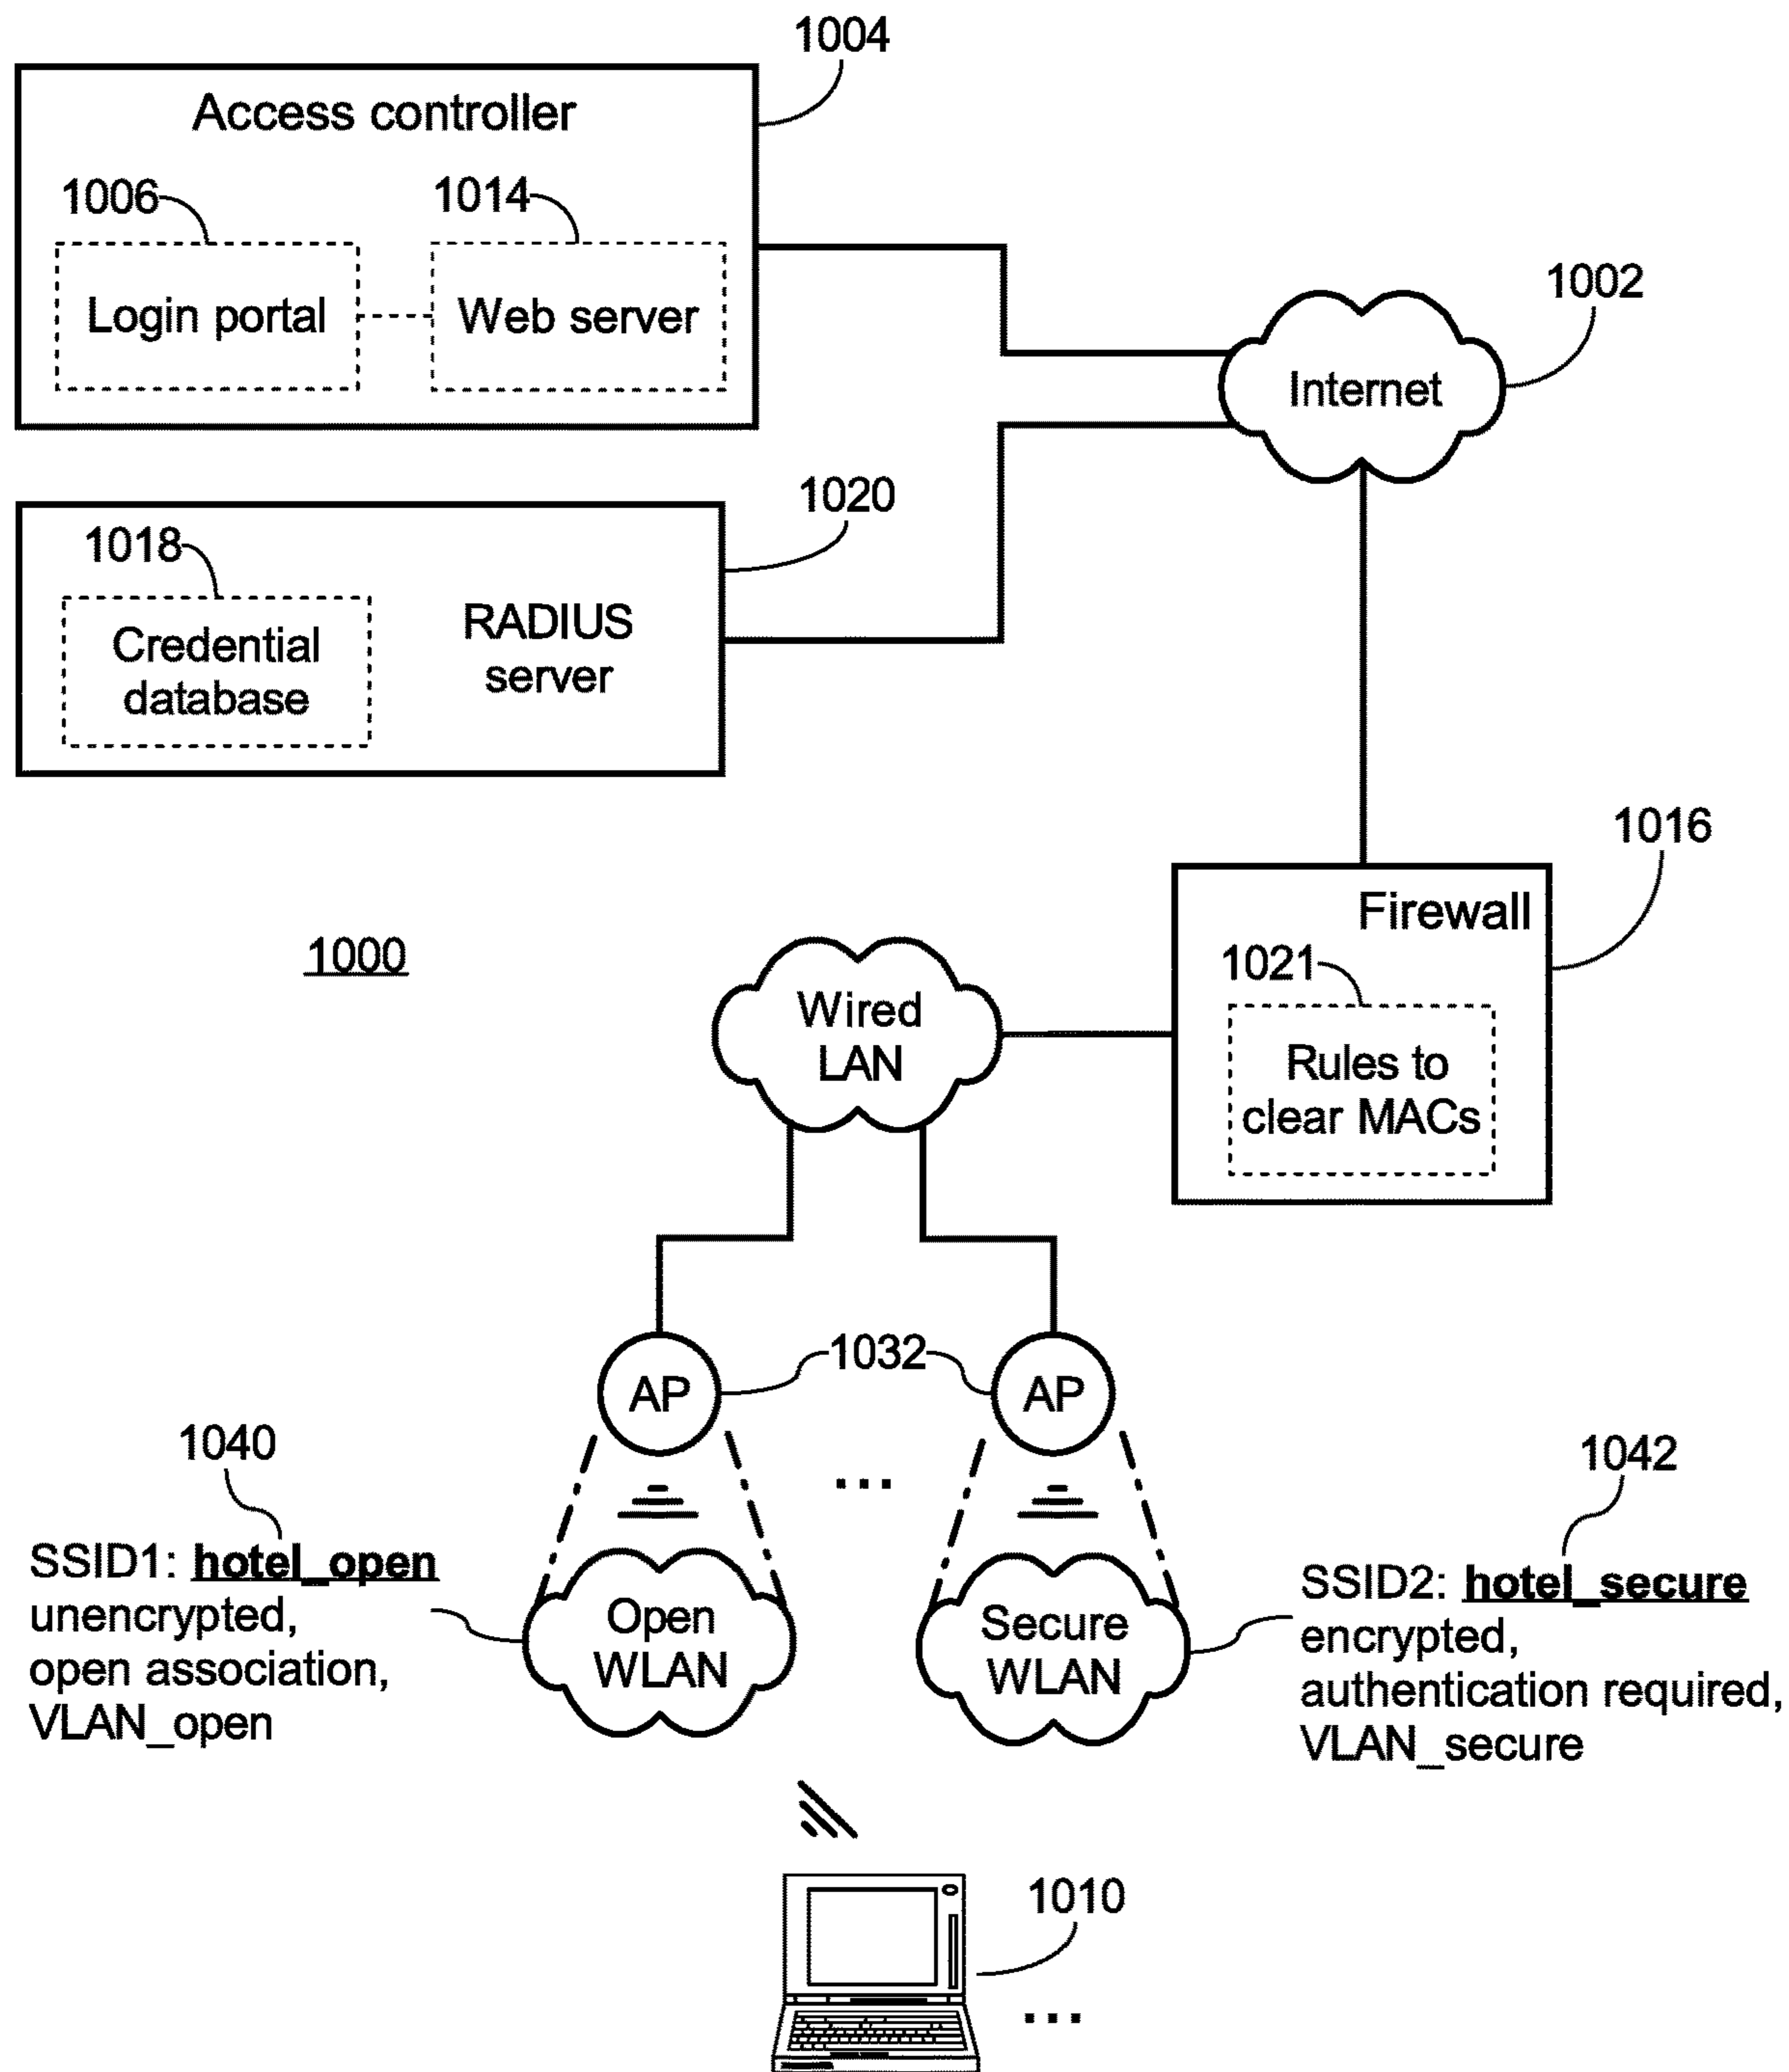 1004
Access controller
1006
1014
Login portal
Web server
1002
Internet
1020
1018
Credential
database
RADIUS
server
1016
Firewall
1021
Rules to
clear MACs
1000
Wired
LAN
1032
AP
AP
1040
SSID1: hotel_open
unencrypted,
open association,
VLAN_open
Open
WLAN
...
Secure
WLAN
1042
SSID2: hotel_secure
encrypted,
authentication required,
VLAN_secure
1010
...